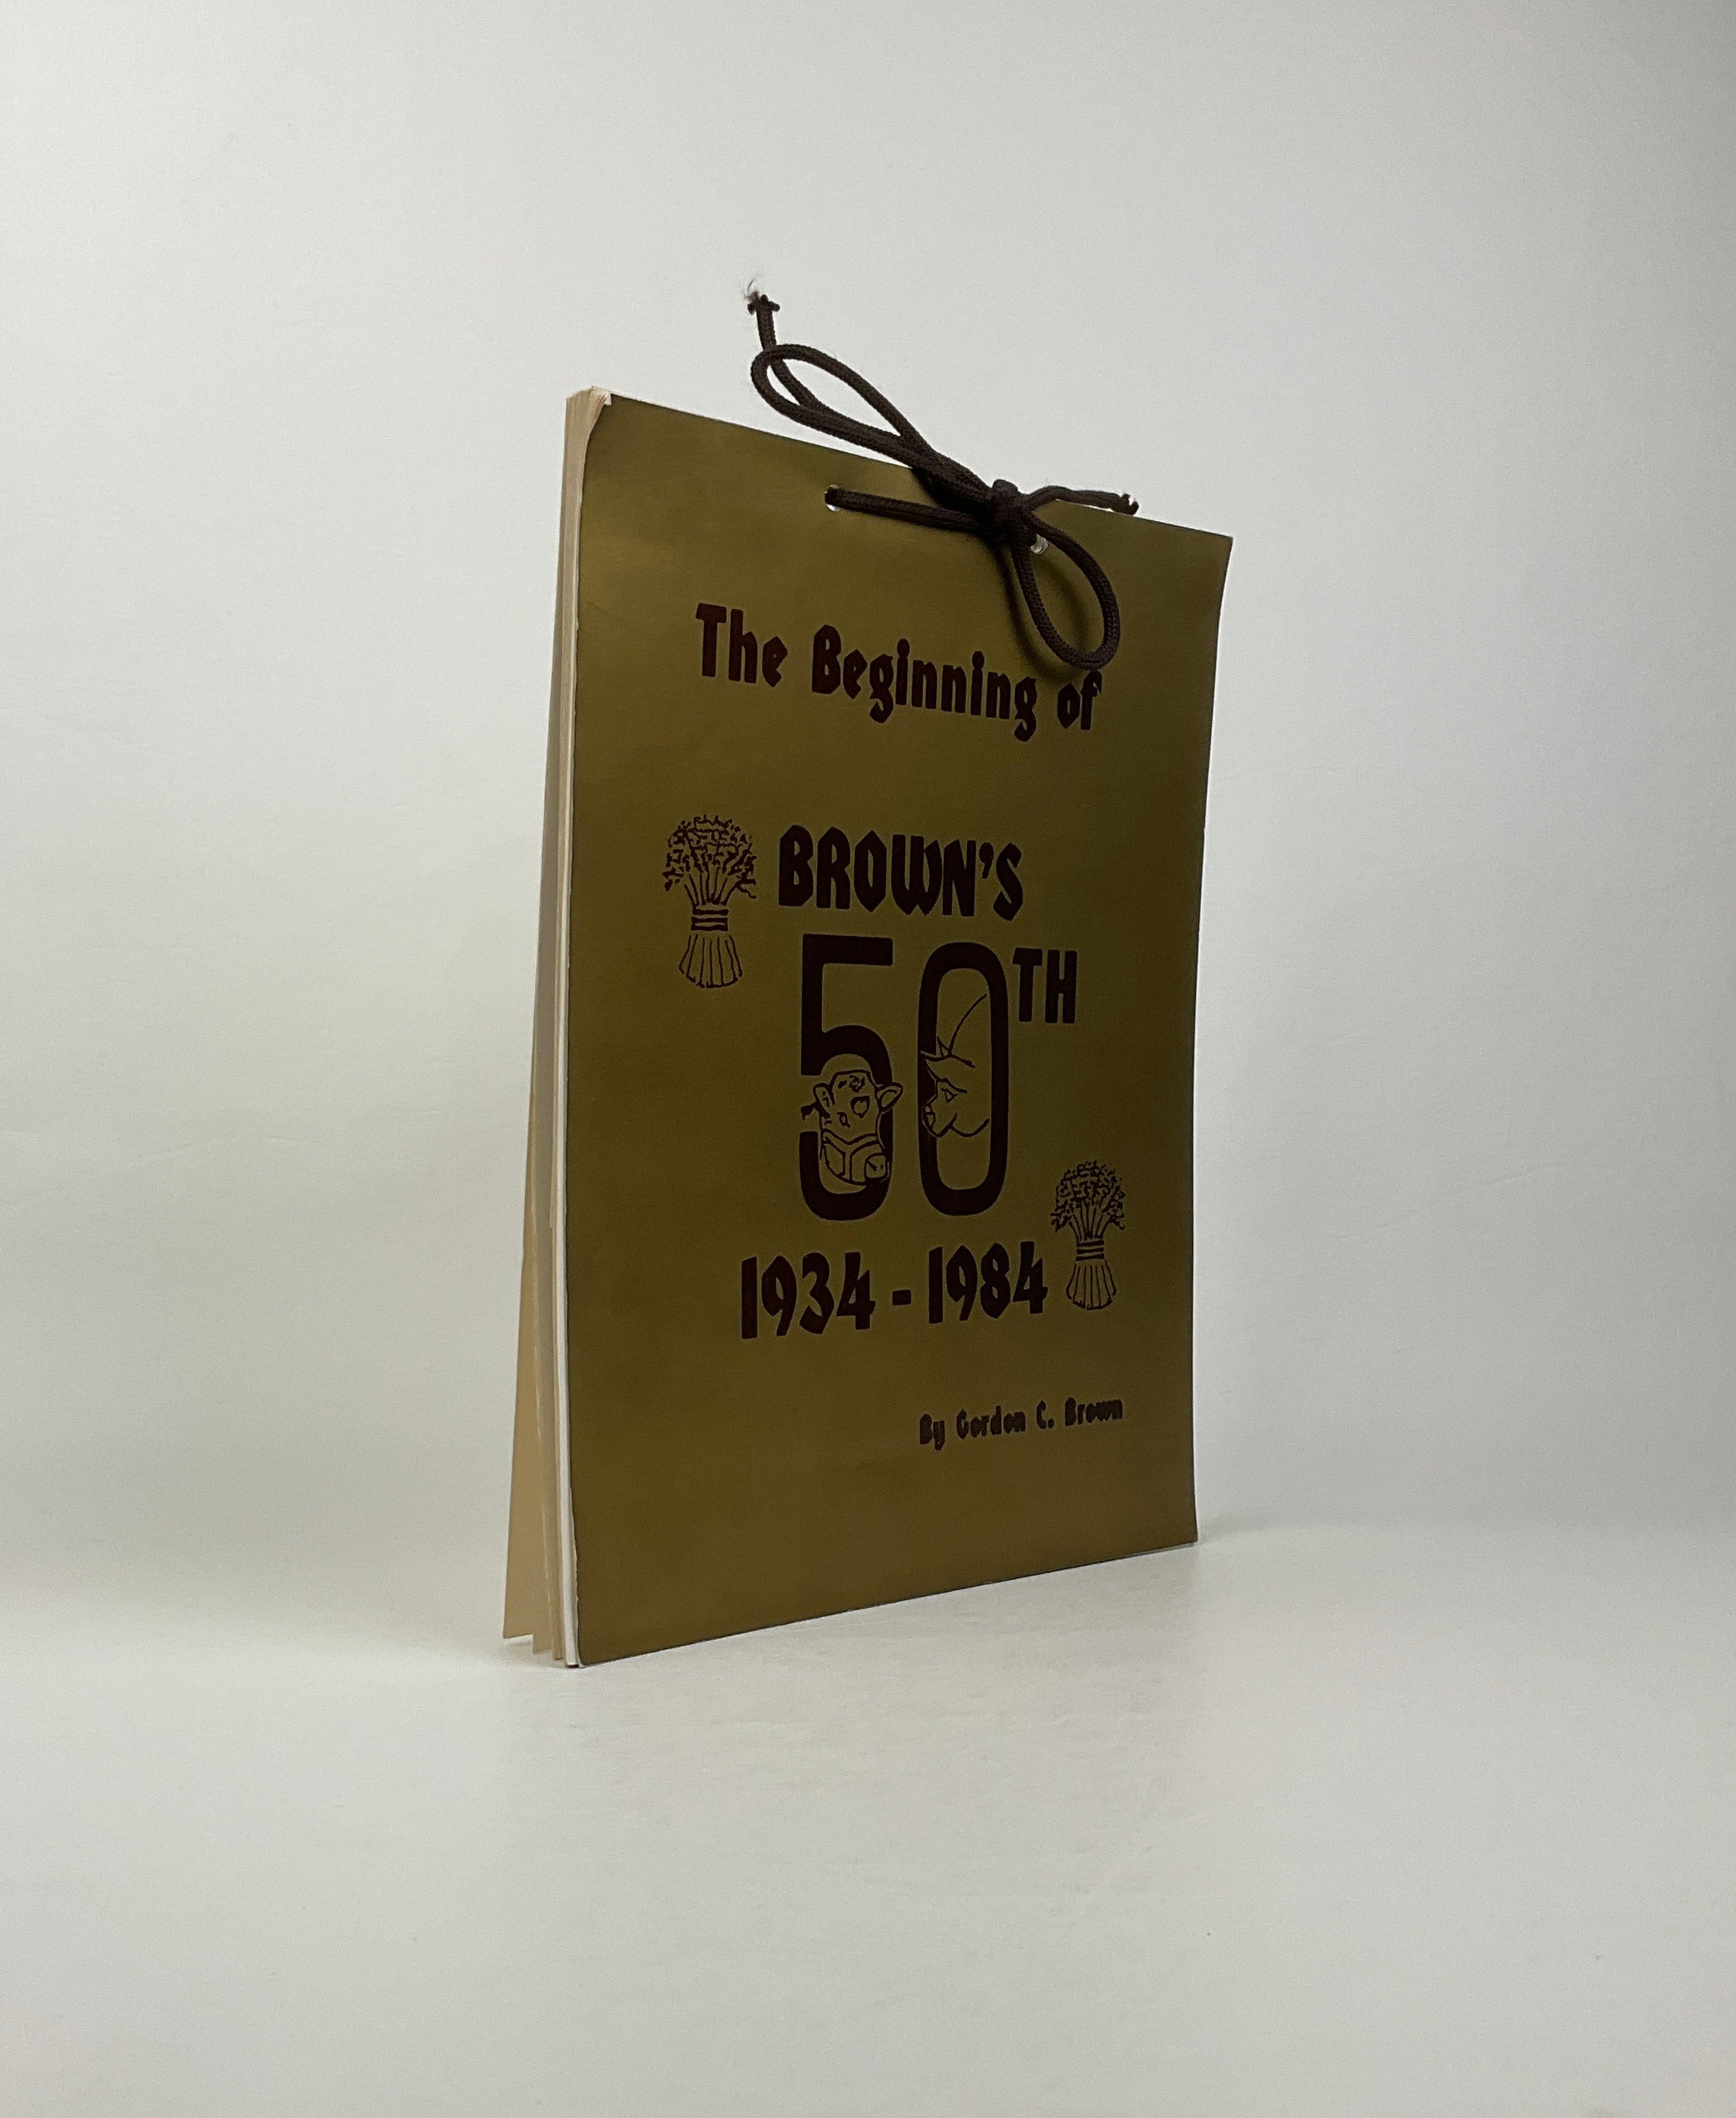 The Beginning of
BROWN'S
50TH
1934 - 1984
By Gordon C. Brown